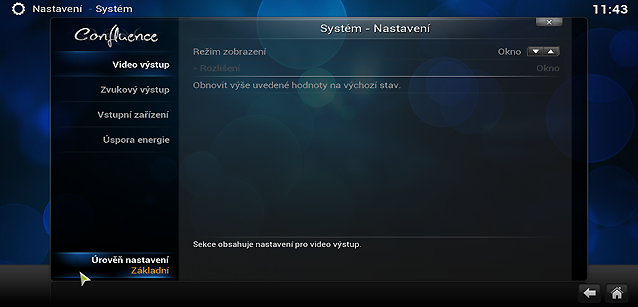 Nastavení - Systém
11:43
Confluence
Systém - Nastavení
Video výstup
Zvukový výstup
Vstupní zařízení
Úspora energie
Režim zobrazení Okno
- Rozlišení Okno
Obnovit výše uvedené hodnoty na výchozí stav.
Sekce obsahuje nastavení pro video výstup.
Úrověň nastavení
Základní